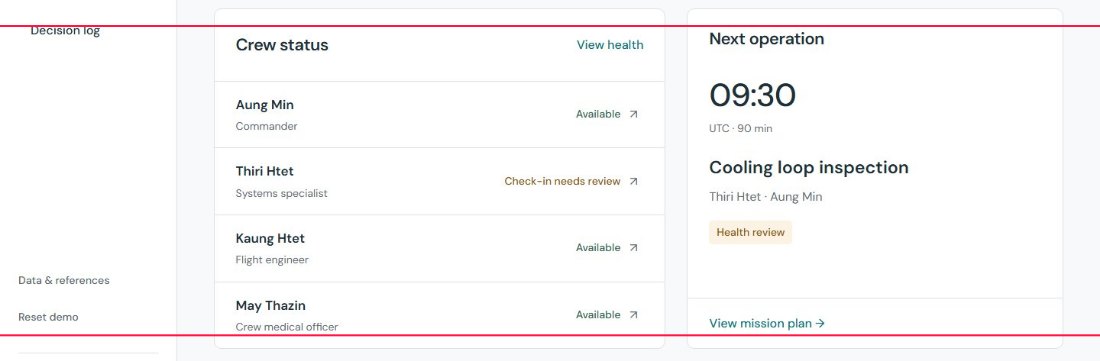 Decision log
Data & references
Reset demo
Crew status
View health
Aung Min
Commander
Available
Thiri Htet
Systems specialist
Check-in needs review
Kaung Htet
Flight engineer
Available
May Thazin
Crew medical officer
Available
Next operation
09:30
UTC · 90 min
Cooling loop inspection
Thiri Htet · Aung Min
Health review
View mission plan →